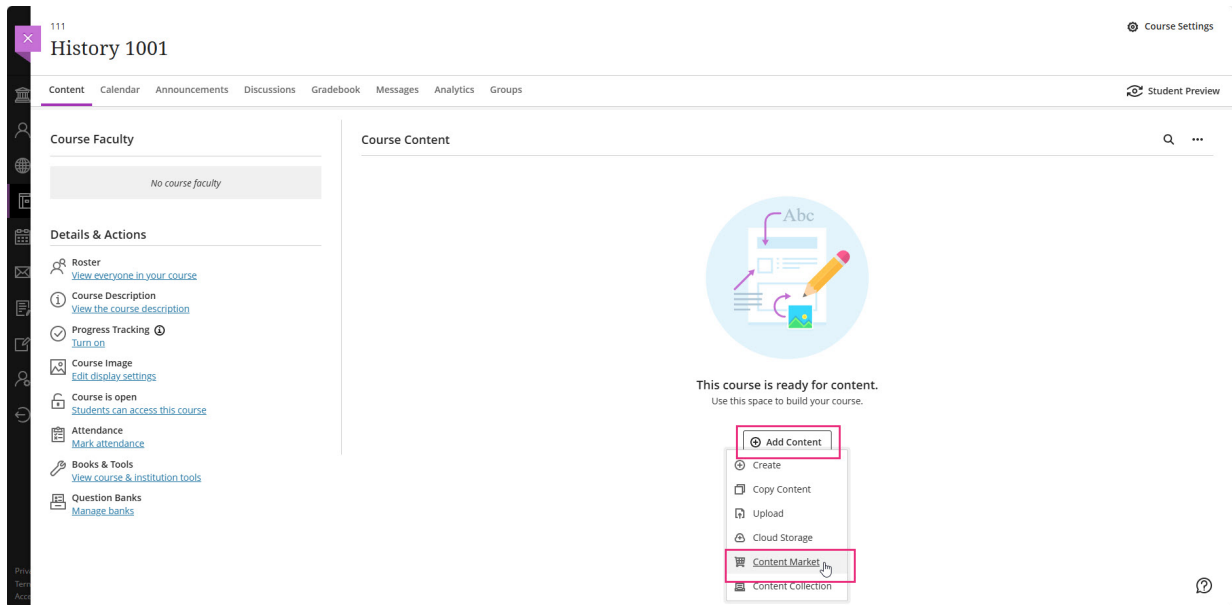 111
History 1001
Course Settings
Content Calendar Announcements Discussions Gradebook Messages Analytics Groups
Student Preview
Course Faculty
No course faculty
Details & Actions
Roster
View everyone in your course
Course Description
View the course description
Progress Tracking
Turn on
Course Image
Edit display settings
Course is open
Students can access this course
Attendance
Mark attendance
Books & Tools
View course & institution tools
Question Banks
Manage banks
Course Content
Abc
This course is ready for content.
Use this space to build your course.
Add Content
Create
Copy Content
Upload
Cloud Storage
Content Market
Content Collection